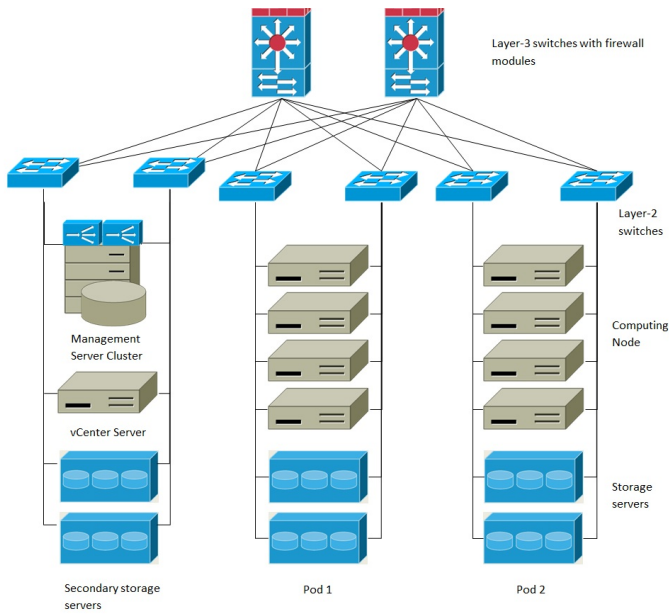 Layer-3 switches with firewall
modules
Layer-2
switches
Management
Server Cluster
Computing
Node
vCenter Server
Storage
servers
Secondary storage
servers
Pod 1
Pod 2